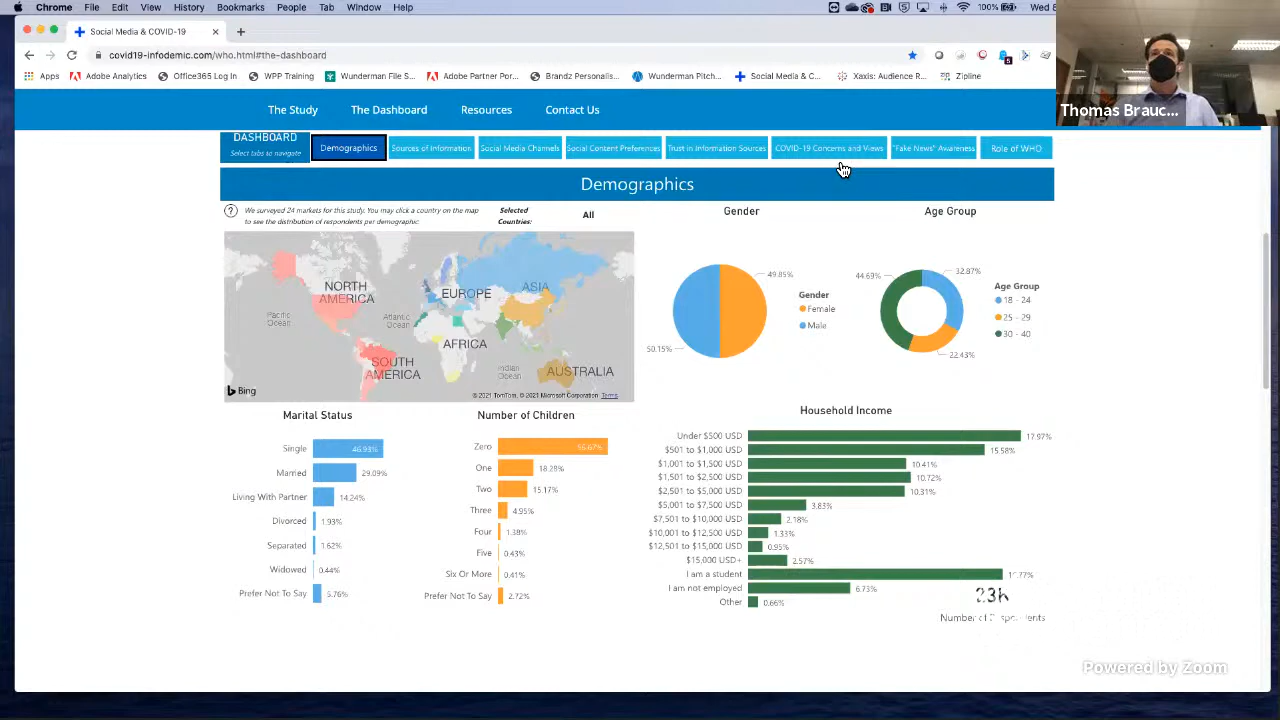 Chrome File Edit View History Bookmarks People Tab Window Help
100% Wed 8
Social Media & COVID-19
covid19-infodemic.com/who.html#the-dashboard
Apps Adobe Analytics Office365 Log In WPP Training Wunderman File S... Adobe Partner Por... Brandz Personalis... Wunderman Pitch... Social Media & C... Xaxis: Audience R... Zipline
Thomas Brauc...
The Study The Dashboard Resources Contact Us
DASHBOARD
Select tabs to navigate
Demographics Sources of Information Social Media Channels Social Content Preferences Trust in Information Sources COVID-19 Concerns and Views "Fake News" Awareness Role of WHO
Demographics
? We surveyed 24 markets for this study. You may click a country on the map
to see the distribution of respondents per demographic.
Selected
Countries:
All
NORTH
AMERICA
EUROPE
ASIA
Pacific
Ocean
Atlantic
Ocean
AFRICA
SOUTH
AMERICA
Indian
Ocean
AUSTRALIA
Bing
© 2021 TomTom, © 2021 Microsoft Corporation Terms
Gender
49.85%
50.15%
Gender
Female
Male
Age Group
44.69%
32.87%
22.43%
Age Group
18 - 24
25 - 29
30 - 40
Marital Status
Single 46.93%
Married 29.09%
Living With Partner 14.24%
Divorced 1.93%
Separated 1.62%
Widowed 0.44%
Prefer Not To Say 5.76%
Number of Children
Zero
One 18.28%
Two 15.17%
Three 4.95%
Four 1.38%
Five 0.43%
Six Or More 0.41%
Prefer Not To Say 2.72%
Household Income
Under $500 USD 17.97%
$501 to $1,000 USD 15.58%
$1,001 to $1,500 USD 10.41%
$1,501 to $2,500 USD 10.72%
$2,501 to $5,000 USD 10.31%
$5,001 to $7,500 USD 3.83%
$7,501 to $10,000 USD 2.18%
$10,001 to $12,500 USD 1.33%
$12,501 to $15,000 USD 0.95%
$15,000 USD+ 2.57%
I am a student
I am not employed 6.75%
Other 0.66%
23K
Number of Respondents
Powered by Zoom